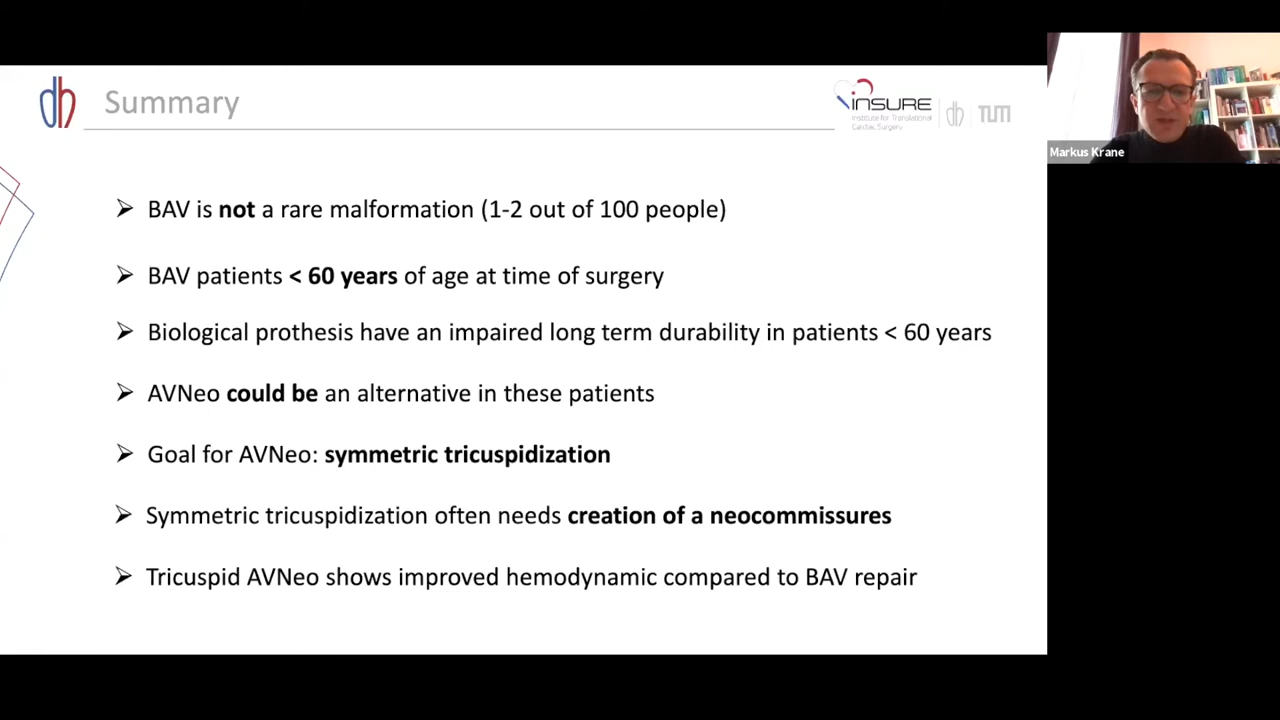 Summary
INSURE
Institute for Translational
Cardiac Surgery
TUM
Markus Krane
➢ BAV is not a rare malformation (1-2 out of 100 people)
➢ BAV patients < 60 years of age at time of surgery
➢ Biological prothesis have an impaired long term durability in patients < 60 years
➢ AVNeo could be an alternative in these patients
➢ Goal for AVNeo: symmetric tricuspidization
➢ Symmetric tricuspidization often needs creation of a neocommissures
➢ Tricuspid AVNeo shows improved hemodynamic compared to BAV repair